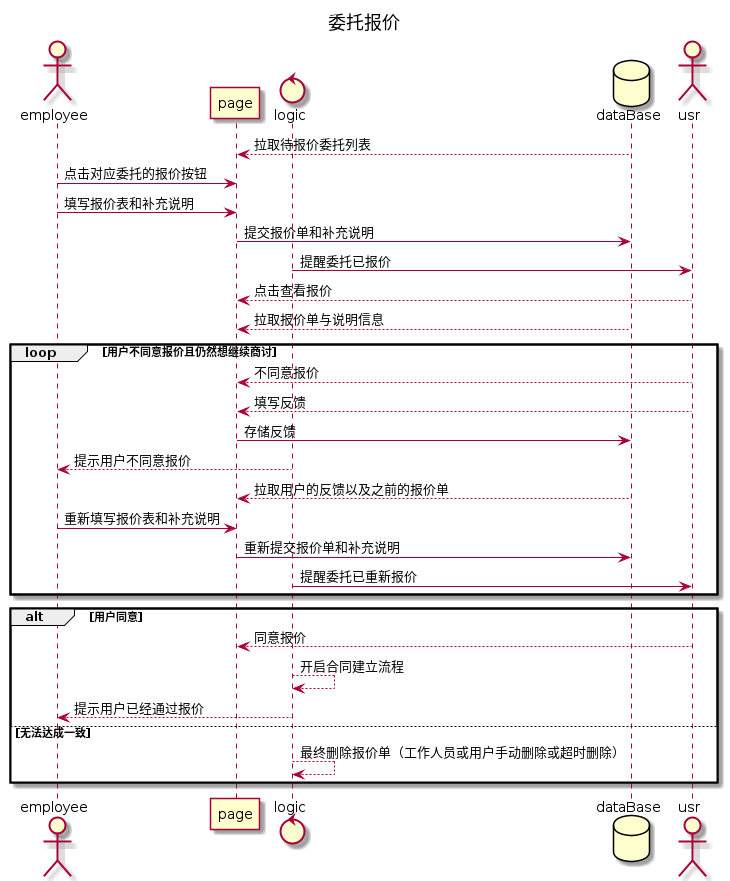 委托报价
employee
page
logic
dataBase
usr
拉取待报价委托列表
点击对应委托的报价按钮
填写报价表和补充说明
提交报价单和补充说明
提醒委托已报价
点击查看报价
拉取报价单与说明信息
loop [用户不同意报价且仍然想继续商讨]
不同意报价
填写反馈
存储反馈
提示用户不同意报价
拉取用户的反馈以及之前的报价单
重新填写报价表和补充说明
重新提交报价单和补充说明
提醒委托已重新报价
alt [用户同意]
同意报价
开启合同建立流程
提示用户已经通过报价
[无法达成一致]
最终删除报价单（工作人员或用户手动删除或超时删除）
employee
page
logic
dataBase
usr